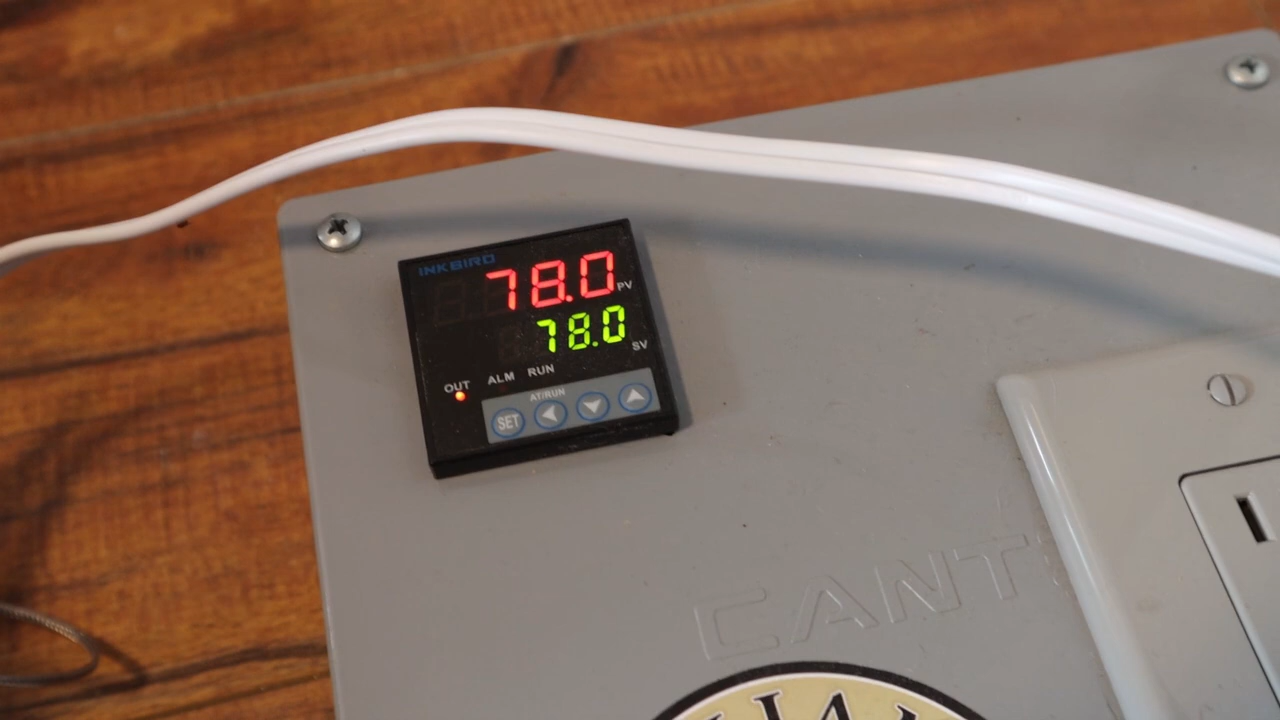 INKBIRD
78.0 PV
78.0 SV
OUT ALM RUN
AT/RUN
SET
CANT